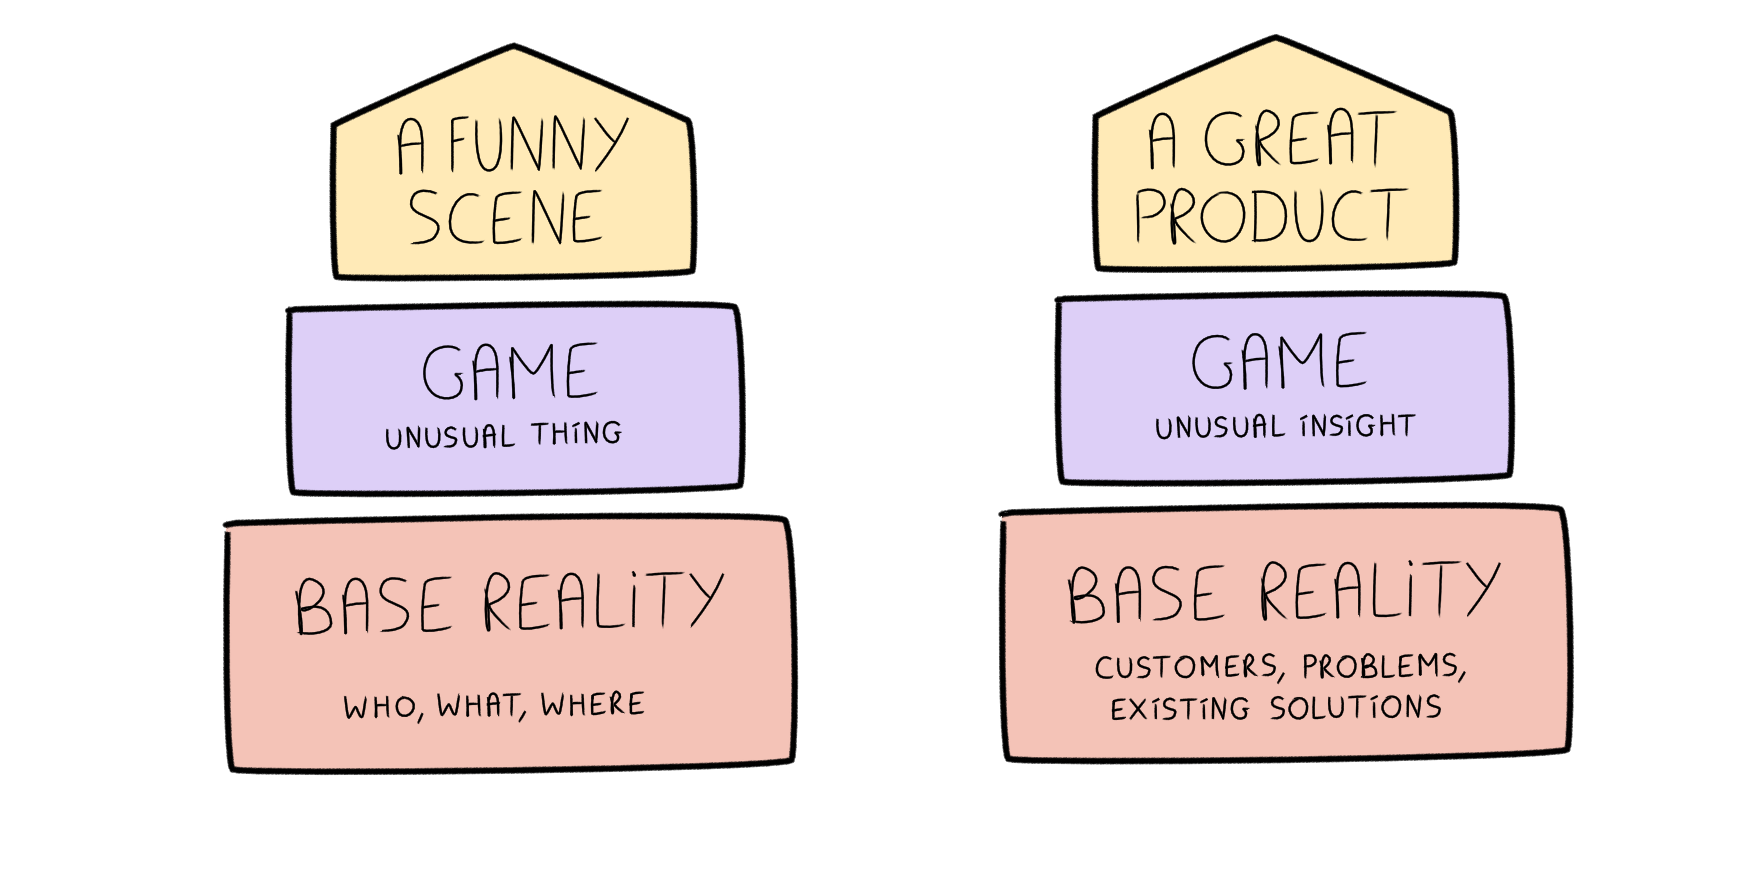 A FUNNY
SCENE
GAME
UNUSUAL THiNG
BASE REALiTY
WHO, WHAT, WHERE
A GREAT
PRODUCT
GAME
UNUSUAL iNSiGHT
BASE REALiTY
CUSTOMERS, PROBLEMS,
EXiSTiNG SOLUTiONS